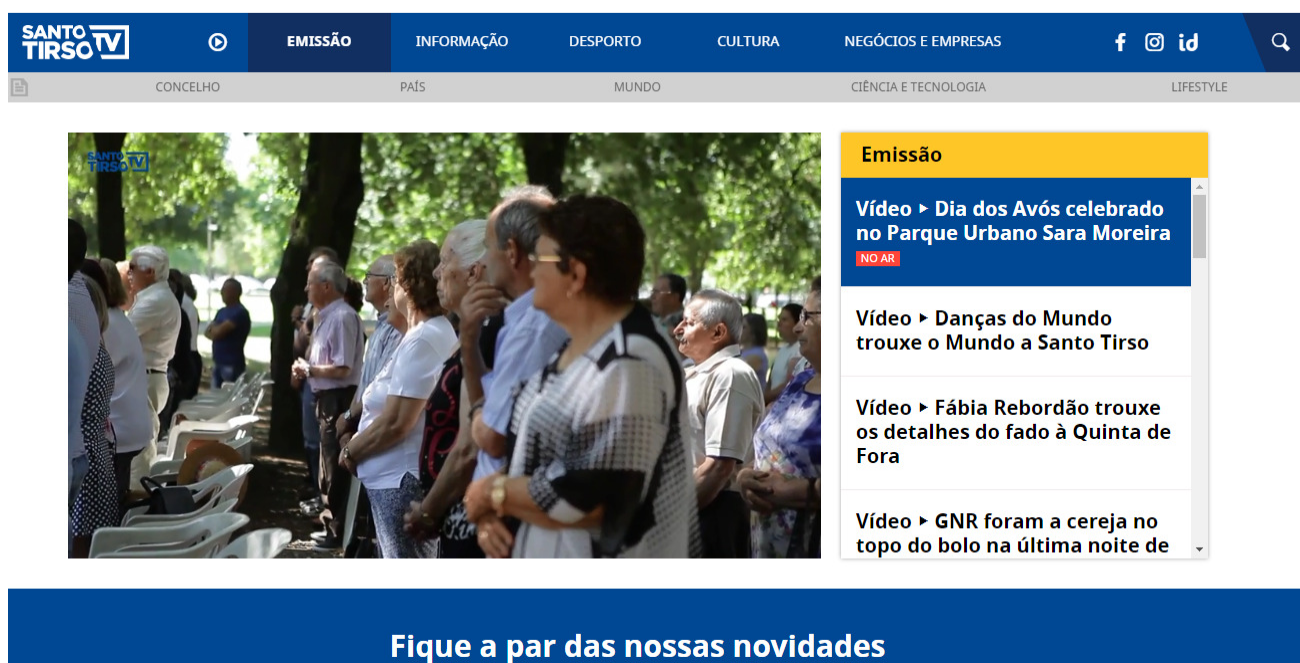 SANTO
TIRSO TV
EMISSÃO
INFORMAÇÃO
DESPORTO
CULTURA
NEGÓCIOS E EMPRESAS
CONCELHO
PAÍS
MUNDO
CIÊNCIA E TECNOLOGIA
LIFESTYLE
SANTO
TIRSO TV
Emissão
Vídeo ‣ Dia dos Avós celebrado
no Parque Urbano Sara Moreira
NO AR
Vídeo ‣ Danças do Mundo
trouxe o Mundo a Santo Tirso
Vídeo ‣ Fábia Rebordão trouxe
os detalhes do fado à Quinta de
Fora
Vídeo ‣ GNR foram a cereja no
topo do bolo na última noite de
Fique a par das nossas novidades